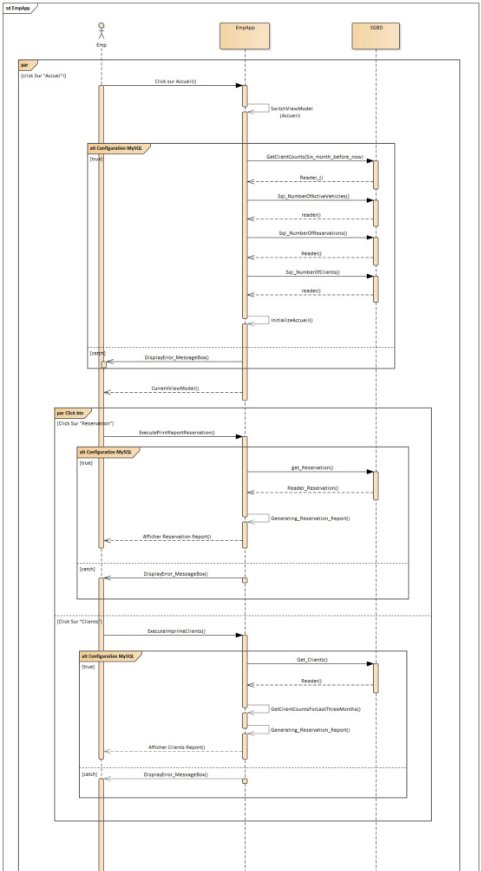 sd EmpApp
Emp
EmpApp
SGBD
par
[click Sur "Accueil"]
Click sur Accueil()
SwitchViewModel
(Accueil)
alt Configuration MySQL
[true]
GetClientCounts(Six_month_before_now)
Reader_()
Sql_NumberOfActiveVehicles()
reader()
Sql_NumberOfReservations()
Reader()
Sql_NumberOfClients()
reader()
InitializeAccueil()
[catch]
DisplayError_MessageBox()
CurrentViewModel()
par Click btn
[Click Sur "Reservation"]
ExecutePrintReportReservation()
alt Configuration MySQL
[true]
get_Reservation()
Reader_Reservation()
Generating_Reservation_Report()
Afficher Reservation Report()
[catch]
DisplayError_MessageBox()
[Click Sur "Clients"]
ExecuteImprimeClients()
alt Configuration MySQL
[true]
Get_Clients()
Reader()
GetClientCountsForLastThreeMonths()
Generating_Reservation_Report()
Afficher Clients Report()
[catch]
DisplayError_MessageBox()